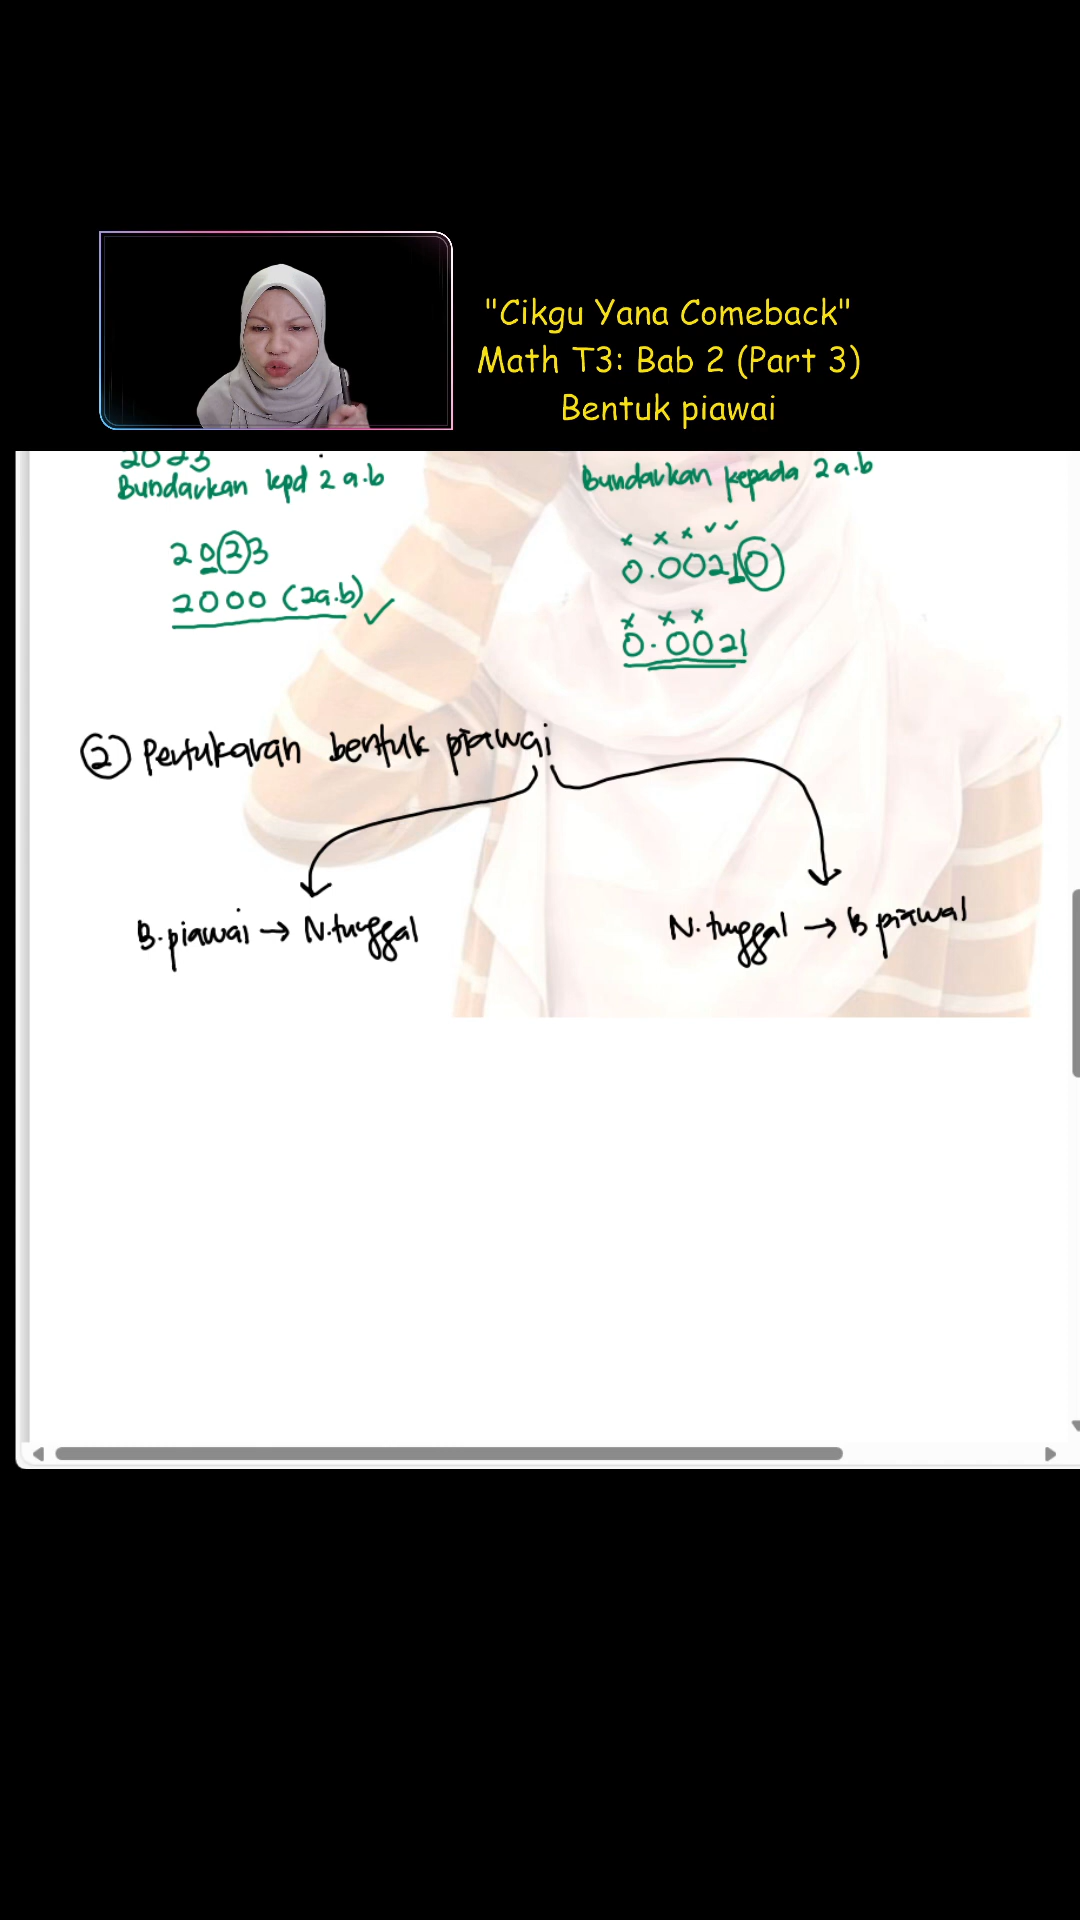 "Cikgu Yana Comeback"
Math T3: Bab 2 (Part 3)
Bentuk piawai
2023
Bundarkan kpd 2 a.b
2023
2000 (2a.b) ✓
Bundarkan kepada 2 a.b
x x x ✓ ✓
0.00210
x x x
0.0021
② Pertukaran bentuk piawai
B.piawai → N.tunggal
N.tunggal → B piawai